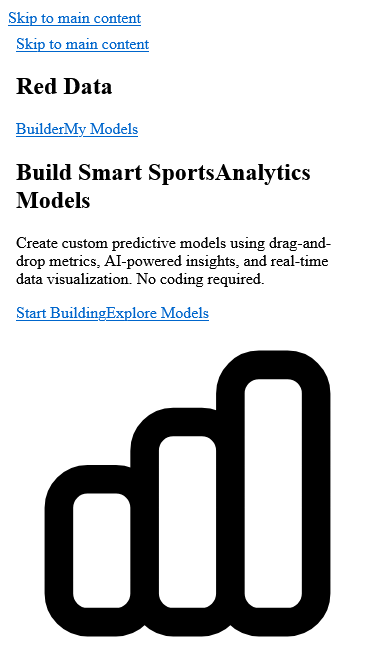 Skip to main content
Skip to main content
Red Data
BuilderMy Models
Build Smart SportsAnalytics
Models
Create custom predictive models using drag-and-
drop metrics, AI-powered insights, and real-time
data visualization. No coding required.
Start BuildingExplore Models